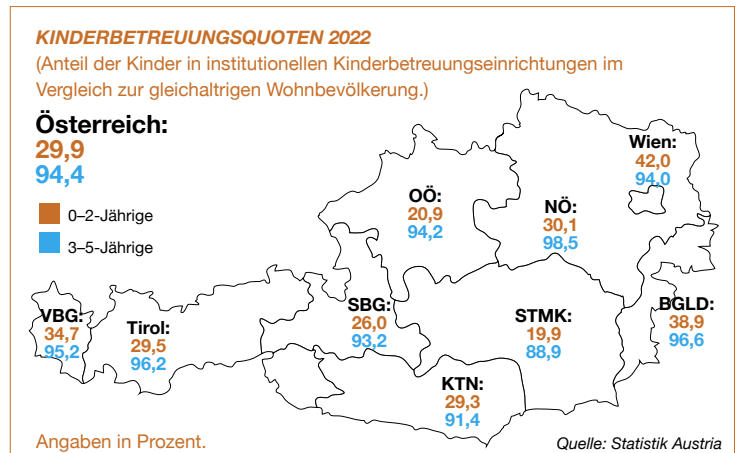 KINDERBETREUUNGSQUOTEN 2022
(Anteil der Kinder in institutionellen Kinderbetreuungseinrichtungen im
Vergleich zur gleichaltrigen Wohnbevölkerung.)
Österreich:
29,9
94,4
0–2-Jährige
3–5-Jährige
Wien:
42,0
94,0
OÖ:
20,9
94,2
NÖ:
30,1
98,5
VBG:
34,7
95,2
Tirol:
29,5
96,2
SBG:
26,0
93,2
STMK:
19,9
88,9
BGLD:
38,9
96,6
KTN:
29,3
91,4
Angaben in Prozent.
Quelle: Statistik Austria